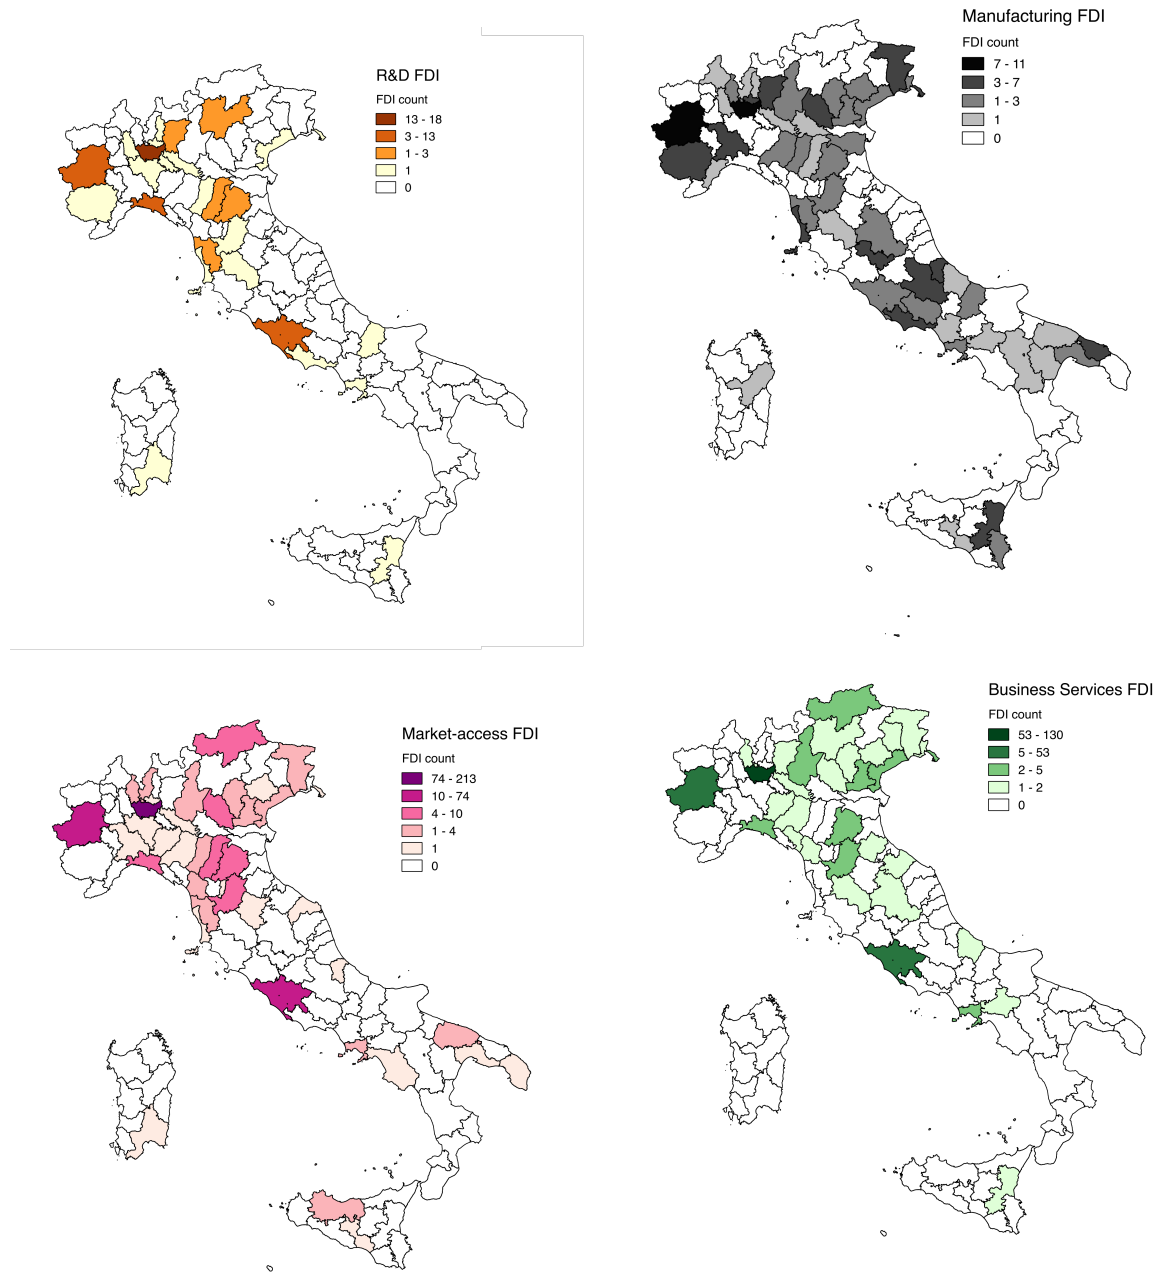 R&D FDI
FDI count
13 - 18
3 - 13
1 - 3
1
0
Manufacturing FDI
FDI count
7 - 11
3 - 7
1 - 3
1
0
Market-access FDI
FDI count
74 - 213
10 - 74
4 - 10
1 - 4
1
0
Business Services FDI
FDI count
53 - 130
5 - 53
2 - 5
1 - 2
0